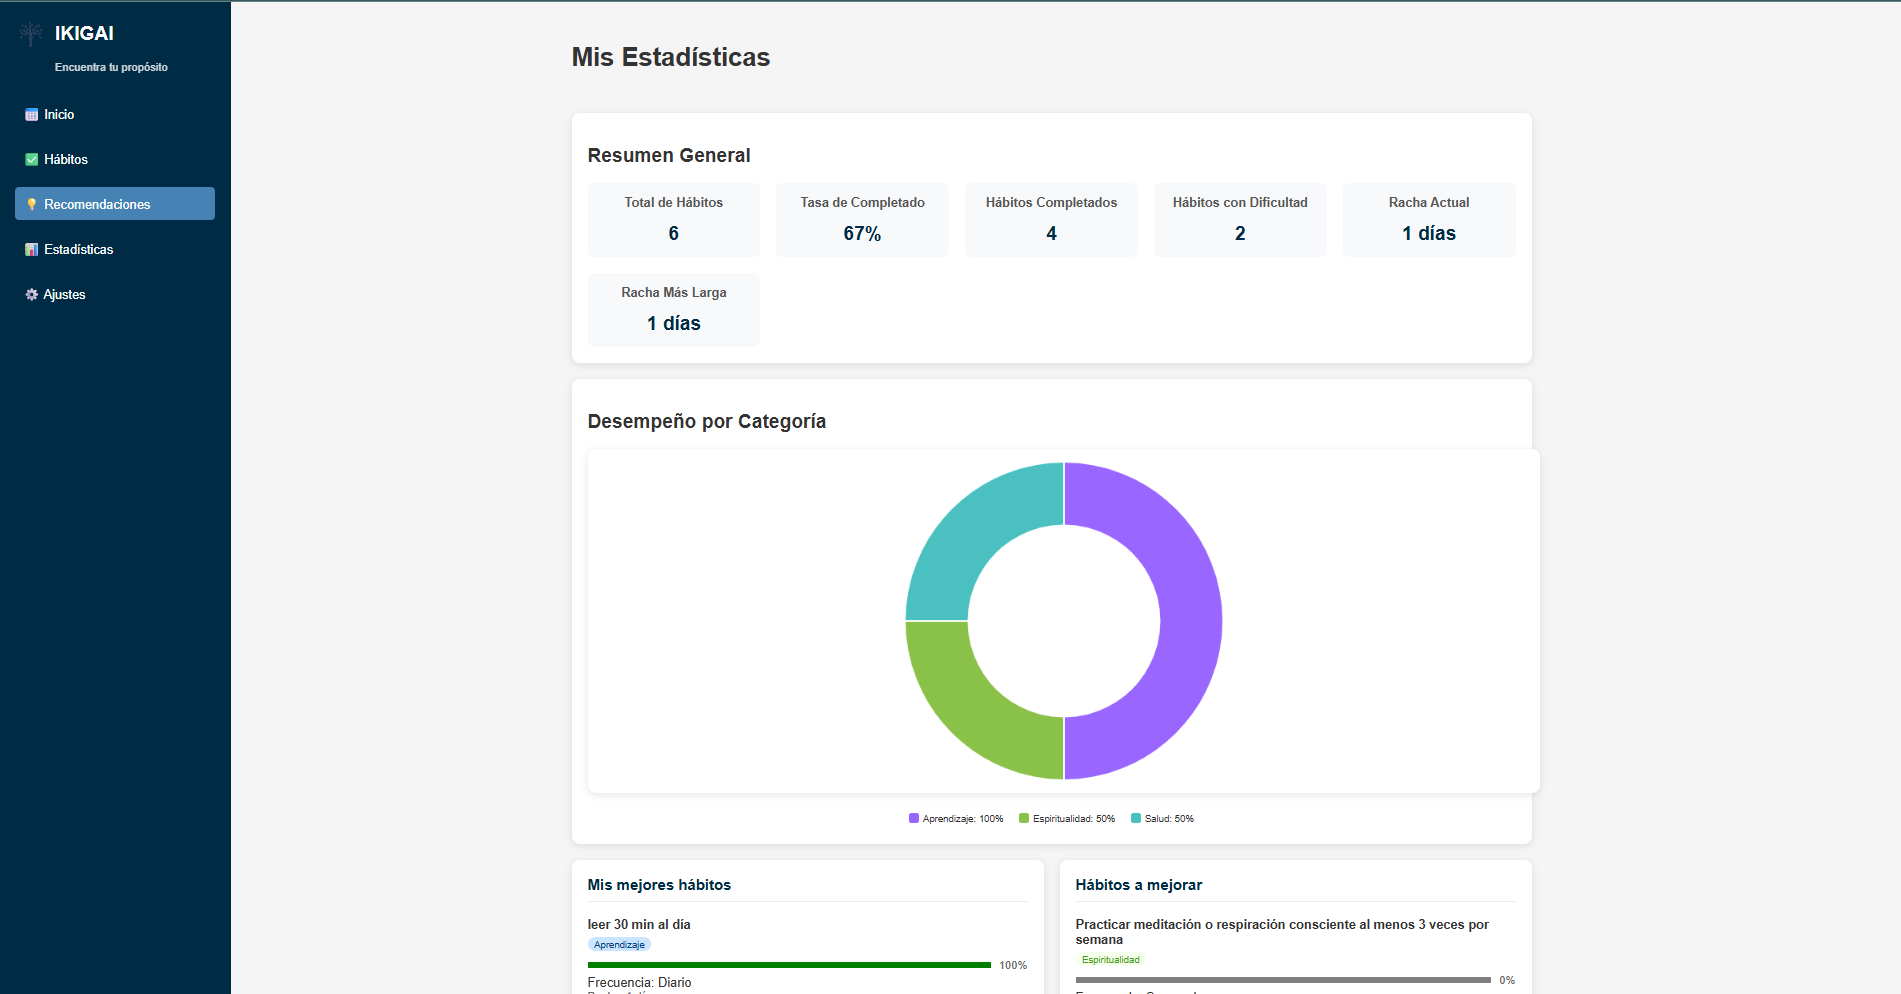 IKIGAI
Encuentra tu propósito
Inicio
Hábitos
Recomendaciones
Estadísticas
Ajustes
Mis Estadísticas
Resumen General
Total de Hábitos
6
Tasa de Completado
67%
Hábitos Completados
4
Hábitos con Dificultad
2
Racha Actual
1 días
Racha Más Larga
1 días
Desempeño por Categoría
Aprendizaje: 100%
Espiritualidad: 50%
Salud: 50%
Mis mejores hábitos
leer 30 min al día
Aprendizaje
100%
Frecuencia: Diario
Hábitos a mejorar
Practicar meditación o respiración consciente al menos 3 veces por
semana
Espiritualidad
0%